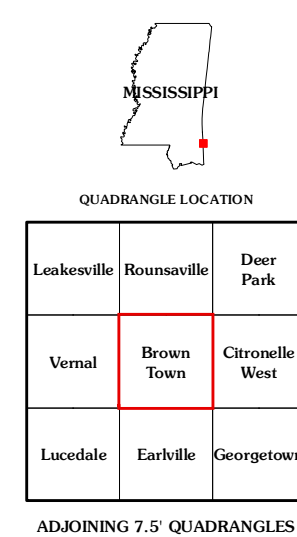 MISSISSIPPI
QUADRANGLE LOCATION
Leakesville Rounsaville Deer Park
Vernal Brown Town Citronelle West
Lucedale Earlville Georgetown
ADJOINING 7.5' QUADRANGLES